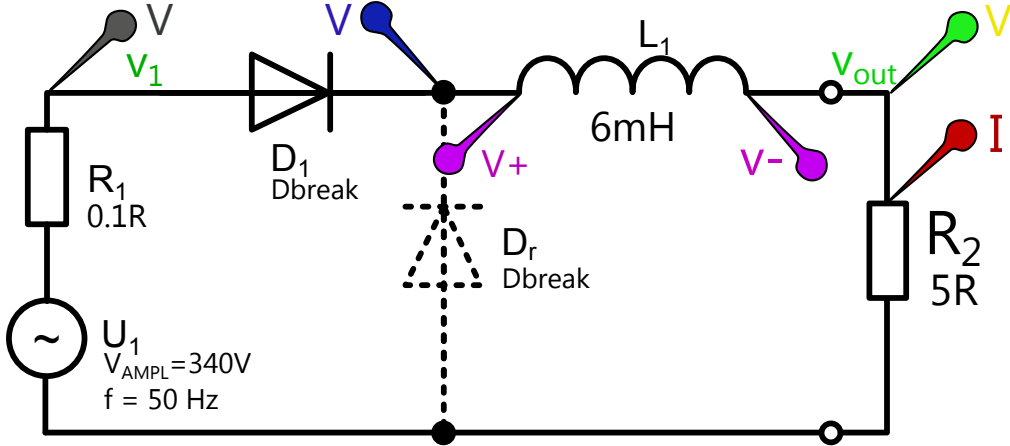 V
V
V
v1
L1
vout
6mH
I
V+
V-
D1
Dbreak
R1
0.1R
Dr
Dbreak
R2
5R
~
U1
VAMPL=340V
f = 50 Hz